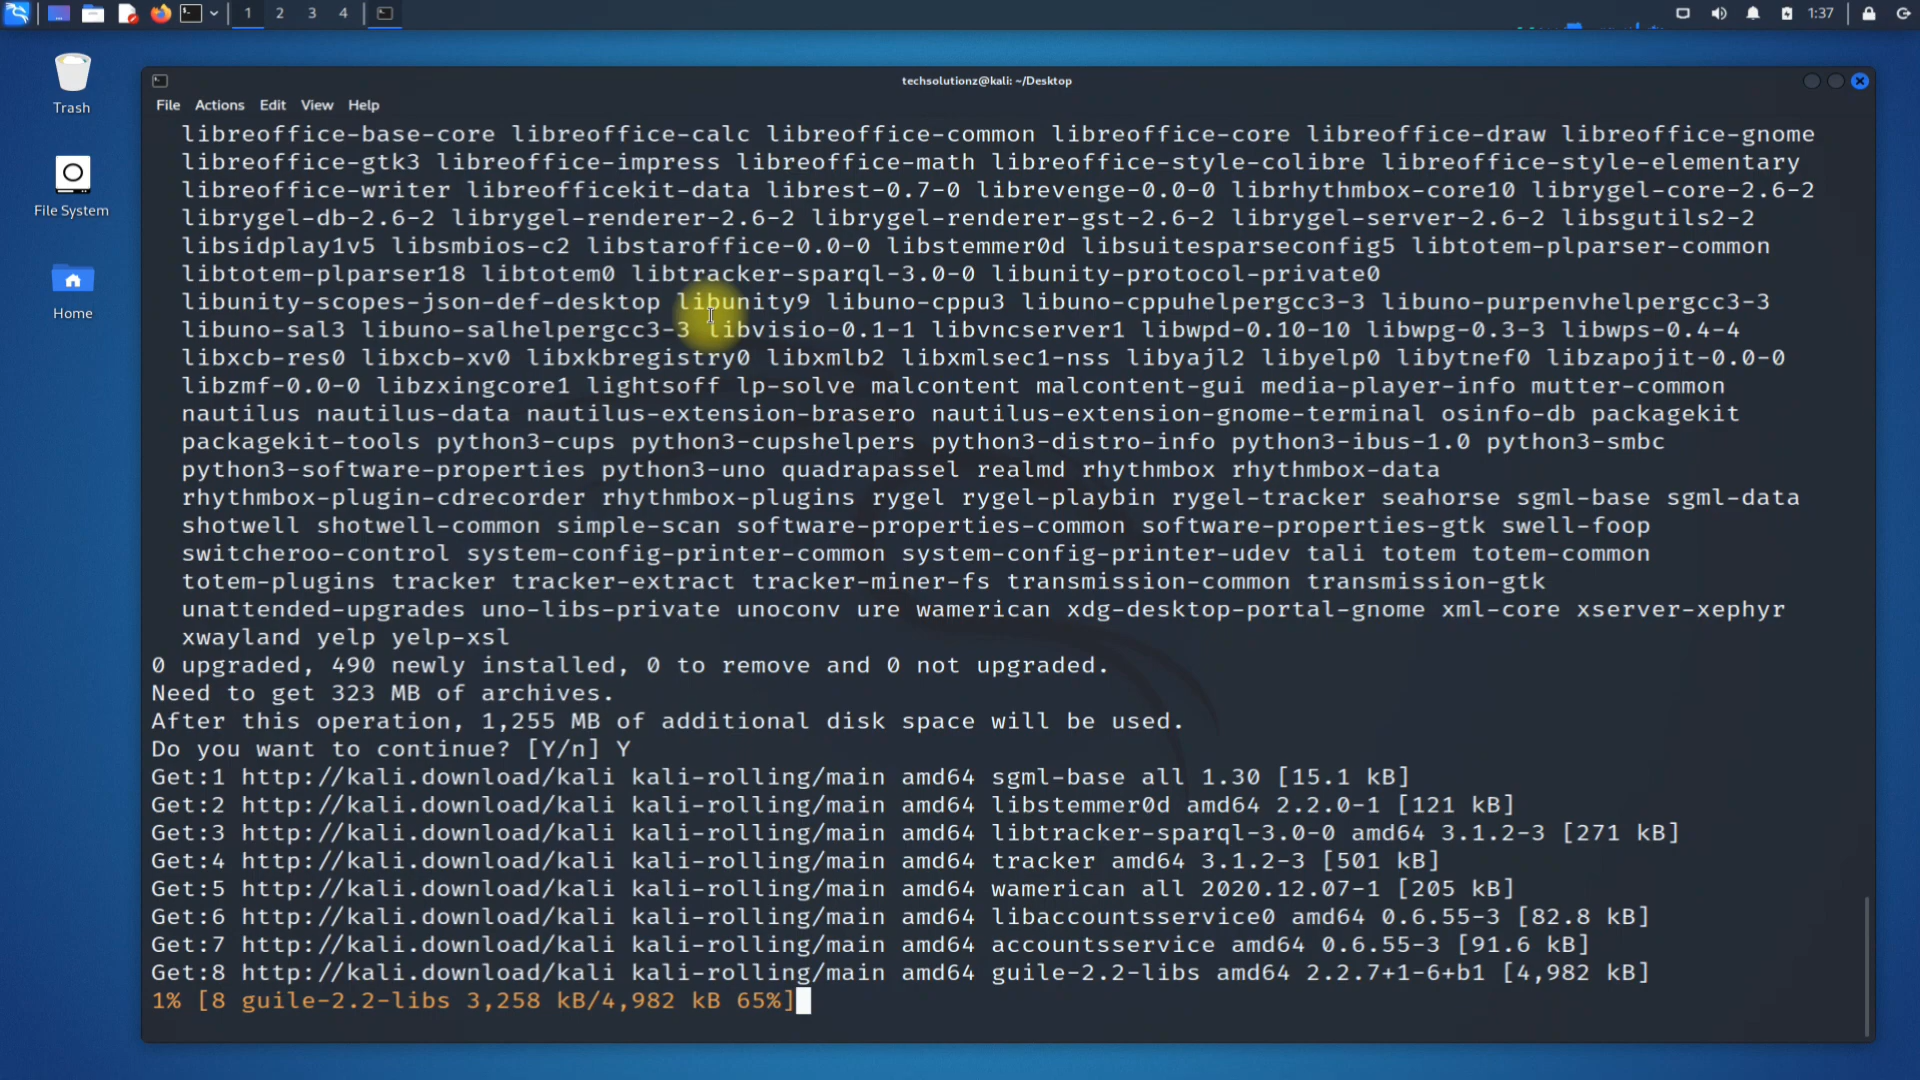 1 2 3 4 1:37
Trash
File System
Home
techsolutionz@kali: ~/Desktop
File Actions Edit View Help
libreoffice-base-core libreoffice-calc libreoffice-common libreoffice-core libreoffice-draw libreoffice-gnome
libreoffice-gtk3 libreoffice-impress libreoffice-math libreoffice-style-colibre libreoffice-style-elementary
libreoffice-writer libreofficekit-data librest-0.7-0 librevenge-0.0-0 librhythmbox-core10 librygel-core-2.6-2
librygel-db-2.6-2 librygel-renderer-2.6-2 librygel-renderer-gst-2.6-2 librygel-server-2.6-2 libsgutils2-2
libsidplay1v5 libsmbios-c2 libstaroffice-0.0-0 libstemmer0d libsuitesparseconfig5 libtotem-plparser-common
libtotem-plparser18 libtotem0 libtracker-sparql-3.0-0 libunity-protocol-private0
libunity-scopes-json-def-desktop libunity9 libuno-cppu3 libuno-cppuhelpergcc3-3 libuno-purpenvhelpergcc3-3
libuno-sal3 libuno-salhelpergcc3-3 libvisio-0.1-1 libvncserver1 libwpd-0.10-10 libwpg-0.3-3 libwps-0.4-4
libxcb-res0 libxcb-xv0 libxkbregistry0 libxmlb2 libxmlsec1-nss libyajl2 libyelp0 libytnef0 libzapojit-0.0-0
libzmf-0.0-0 libzxingcore1 lightsoff lp-solve malcontent malcontent-gui media-player-info mutter-common
nautilus nautilus-data nautilus-extension-brasero nautilus-extension-gnome-terminal osinfo-db packagekit
packagekit-tools python3-cups python3-cupshelpers python3-distro-info python3-ibus-1.0 python3-smbc
python3-software-properties python3-uno quadrapassel realmd rhythmbox rhythmbox-data
rhythmbox-plugin-cdrecorder rhythmbox-plugins rygel rygel-playbin rygel-tracker seahorse sgml-base sgml-data
shotwell shotwell-common simple-scan software-properties-common software-properties-gtk swell-foop
switcheroo-control system-config-printer-common system-config-printer-udev tali totem totem-common
totem-plugins tracker tracker-extract tracker-miner-fs transmission-common transmission-gtk
unattended-upgrades uno-libs-private unoconv ure wamerican xdg-desktop-portal-gnome xml-core xserver-xephyr
xwayland yelp yelp-xsl
0 upgraded, 490 newly installed, 0 to remove and 0 not upgraded.
Need to get 323 MB of archives.
After this operation, 1,255 MB of additional disk space will be used.
Do you want to continue? [Y/n] Y
Get:1 http://kali.download/kali kali-rolling/main amd64 sgml-base all 1.30 [15.1 kB]
Get:2 http://kali.download/kali kali-rolling/main amd64 libstemmer0d amd64 2.2.0-1 [121 kB]
Get:3 http://kali.download/kali kali-rolling/main amd64 libtracker-sparql-3.0-0 amd64 3.1.2-3 [271 kB]
Get:4 http://kali.download/kali kali-rolling/main amd64 tracker amd64 3.1.2-3 [501 kB]
Get:5 http://kali.download/kali kali-rolling/main amd64 wamerican all 2020.12.07-1 [205 kB]
Get:6 http://kali.download/kali kali-rolling/main amd64 libaccountsservice0 amd64 0.6.55-3 [82.8 kB]
Get:7 http://kali.download/kali kali-rolling/main amd64 accountsservice amd64 0.6.55-3 [91.6 kB]
Get:8 http://kali.download/kali kali-rolling/main amd64 guile-2.2-libs amd64 2.2.7+1-6+b1 [4,982 kB]
1% [8 guile-2.2-libs 3,258 kB/4,982 kB 65%]